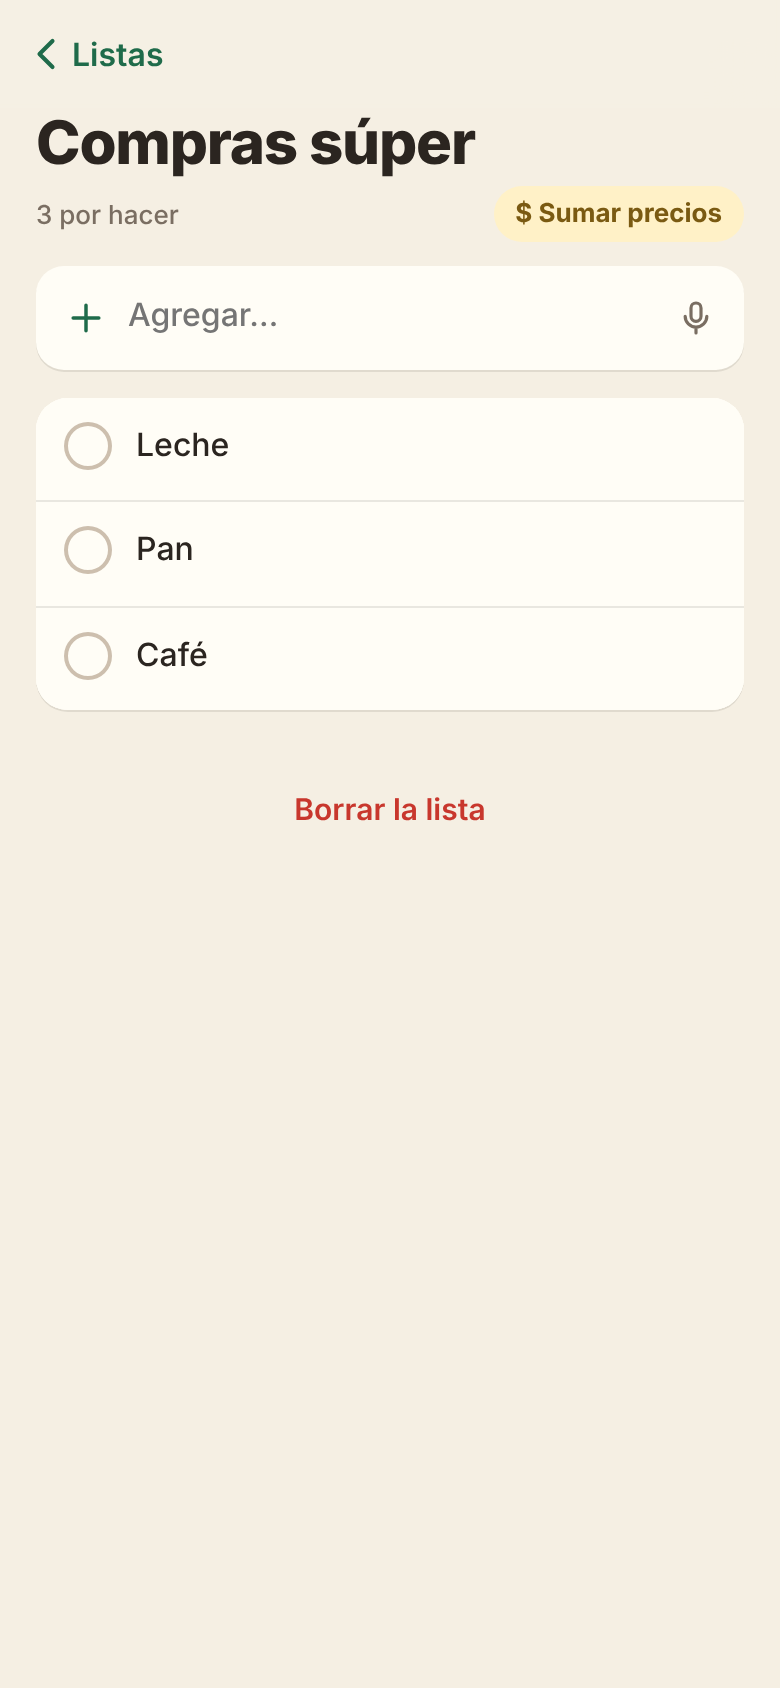 Listas
Compras súper
3 por hacer
$ Sumar precios
Agregar...
Leche
Pan
Café
Borrar la lista